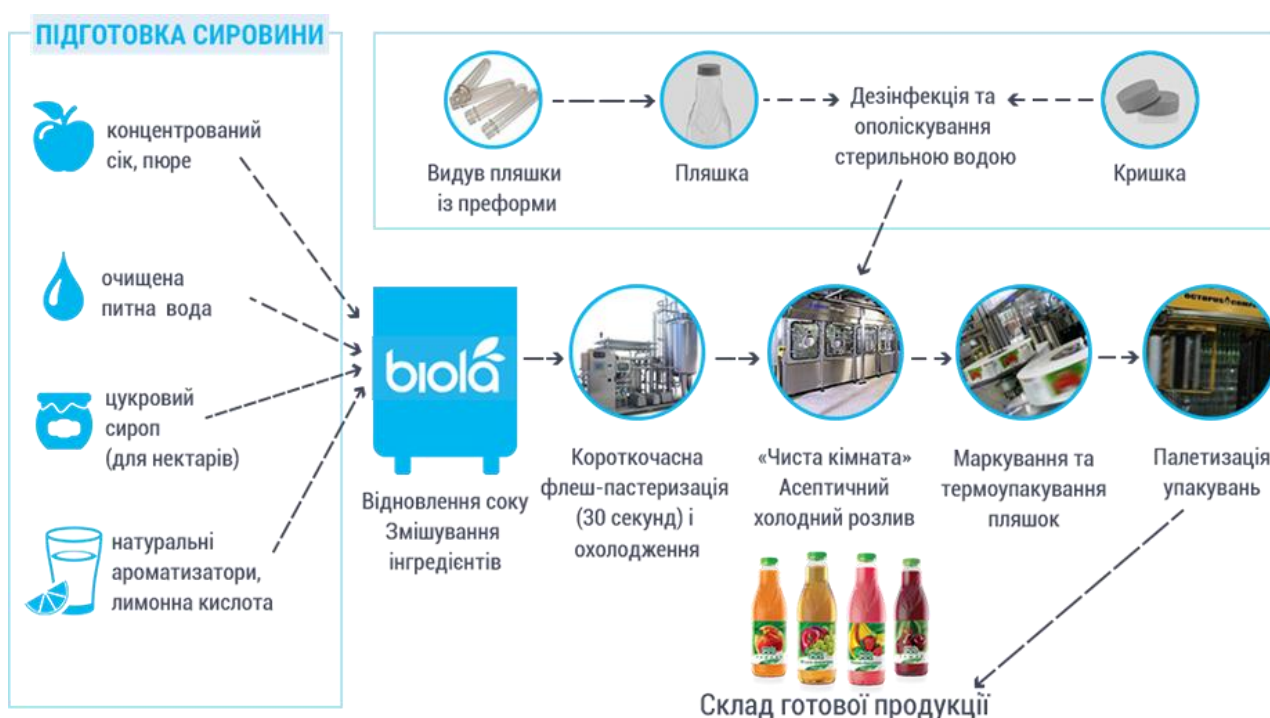 ПІДГОТОВКА СИРОВИНИ
концентрований
сік, пюре
очищена
питна вода
цукровий
сироп
(для нектарів)
натуральні
ароматизатори,
лимонна кислота
Видув пляшки
із преформи
Пляшка
Дезінфекція та
ополіскування
стерильною водою
Кришка
biola
Відновлення соку
Змішування
інгредієнтів
Короткочасна
флеш-пастеризація
(30 секунд) і
охолодження
«Чиста кімната»
Асептичний
холодний розлив
Маркування та
термоупакування
пляшок
Палетизація
упакувань
Склад готової продукції